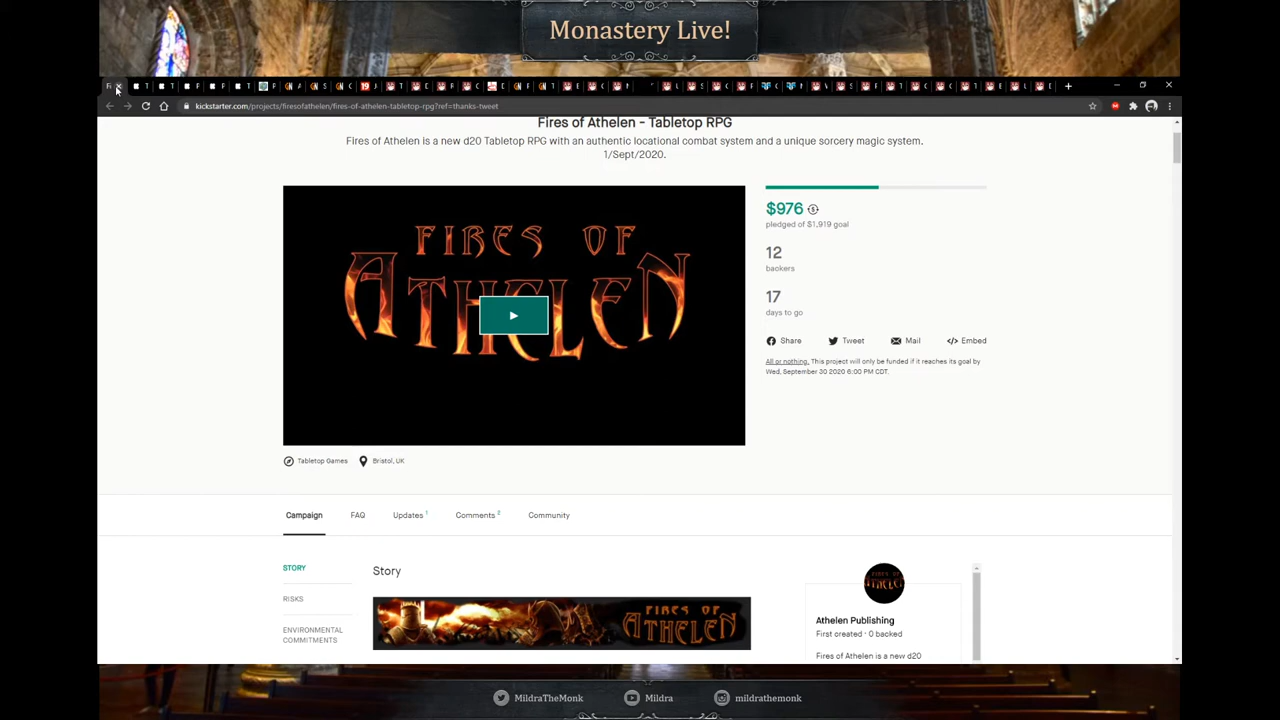 Monastery Live!
kickstarter.com/projects/firesofathelen/fires-of-athelen-tabletop-rpg?ref=thanks-tweet
Fires of Athelen - Tabletop RPG
Fires of Athelen is a new d20 Tabletop RPG with an authentic locational combat system and a unique sorcery magic system.
1/Sept/2020.
FIRES OF
ATHELEN
$976
pledged of $1,919 goal
12
backers
17
days to go
Share Tweet Mail Embed
All or nothing. This project will only be funded if it reaches its goal by
Wed, September 30 2020 6:00 PM CDT.
Tabletop Games Bristol, UK
Campaign FAQ Updates 1 Comments 2 Community
STORY
RISKS
ENVIRONMENTAL
COMMITMENTS
Story
FIRES OF
ATHELEN
Athelen Publishing
First created · 0 backed
Fires of Athelen is a new d20
MildraTheMonk Mildra mildrathemonk